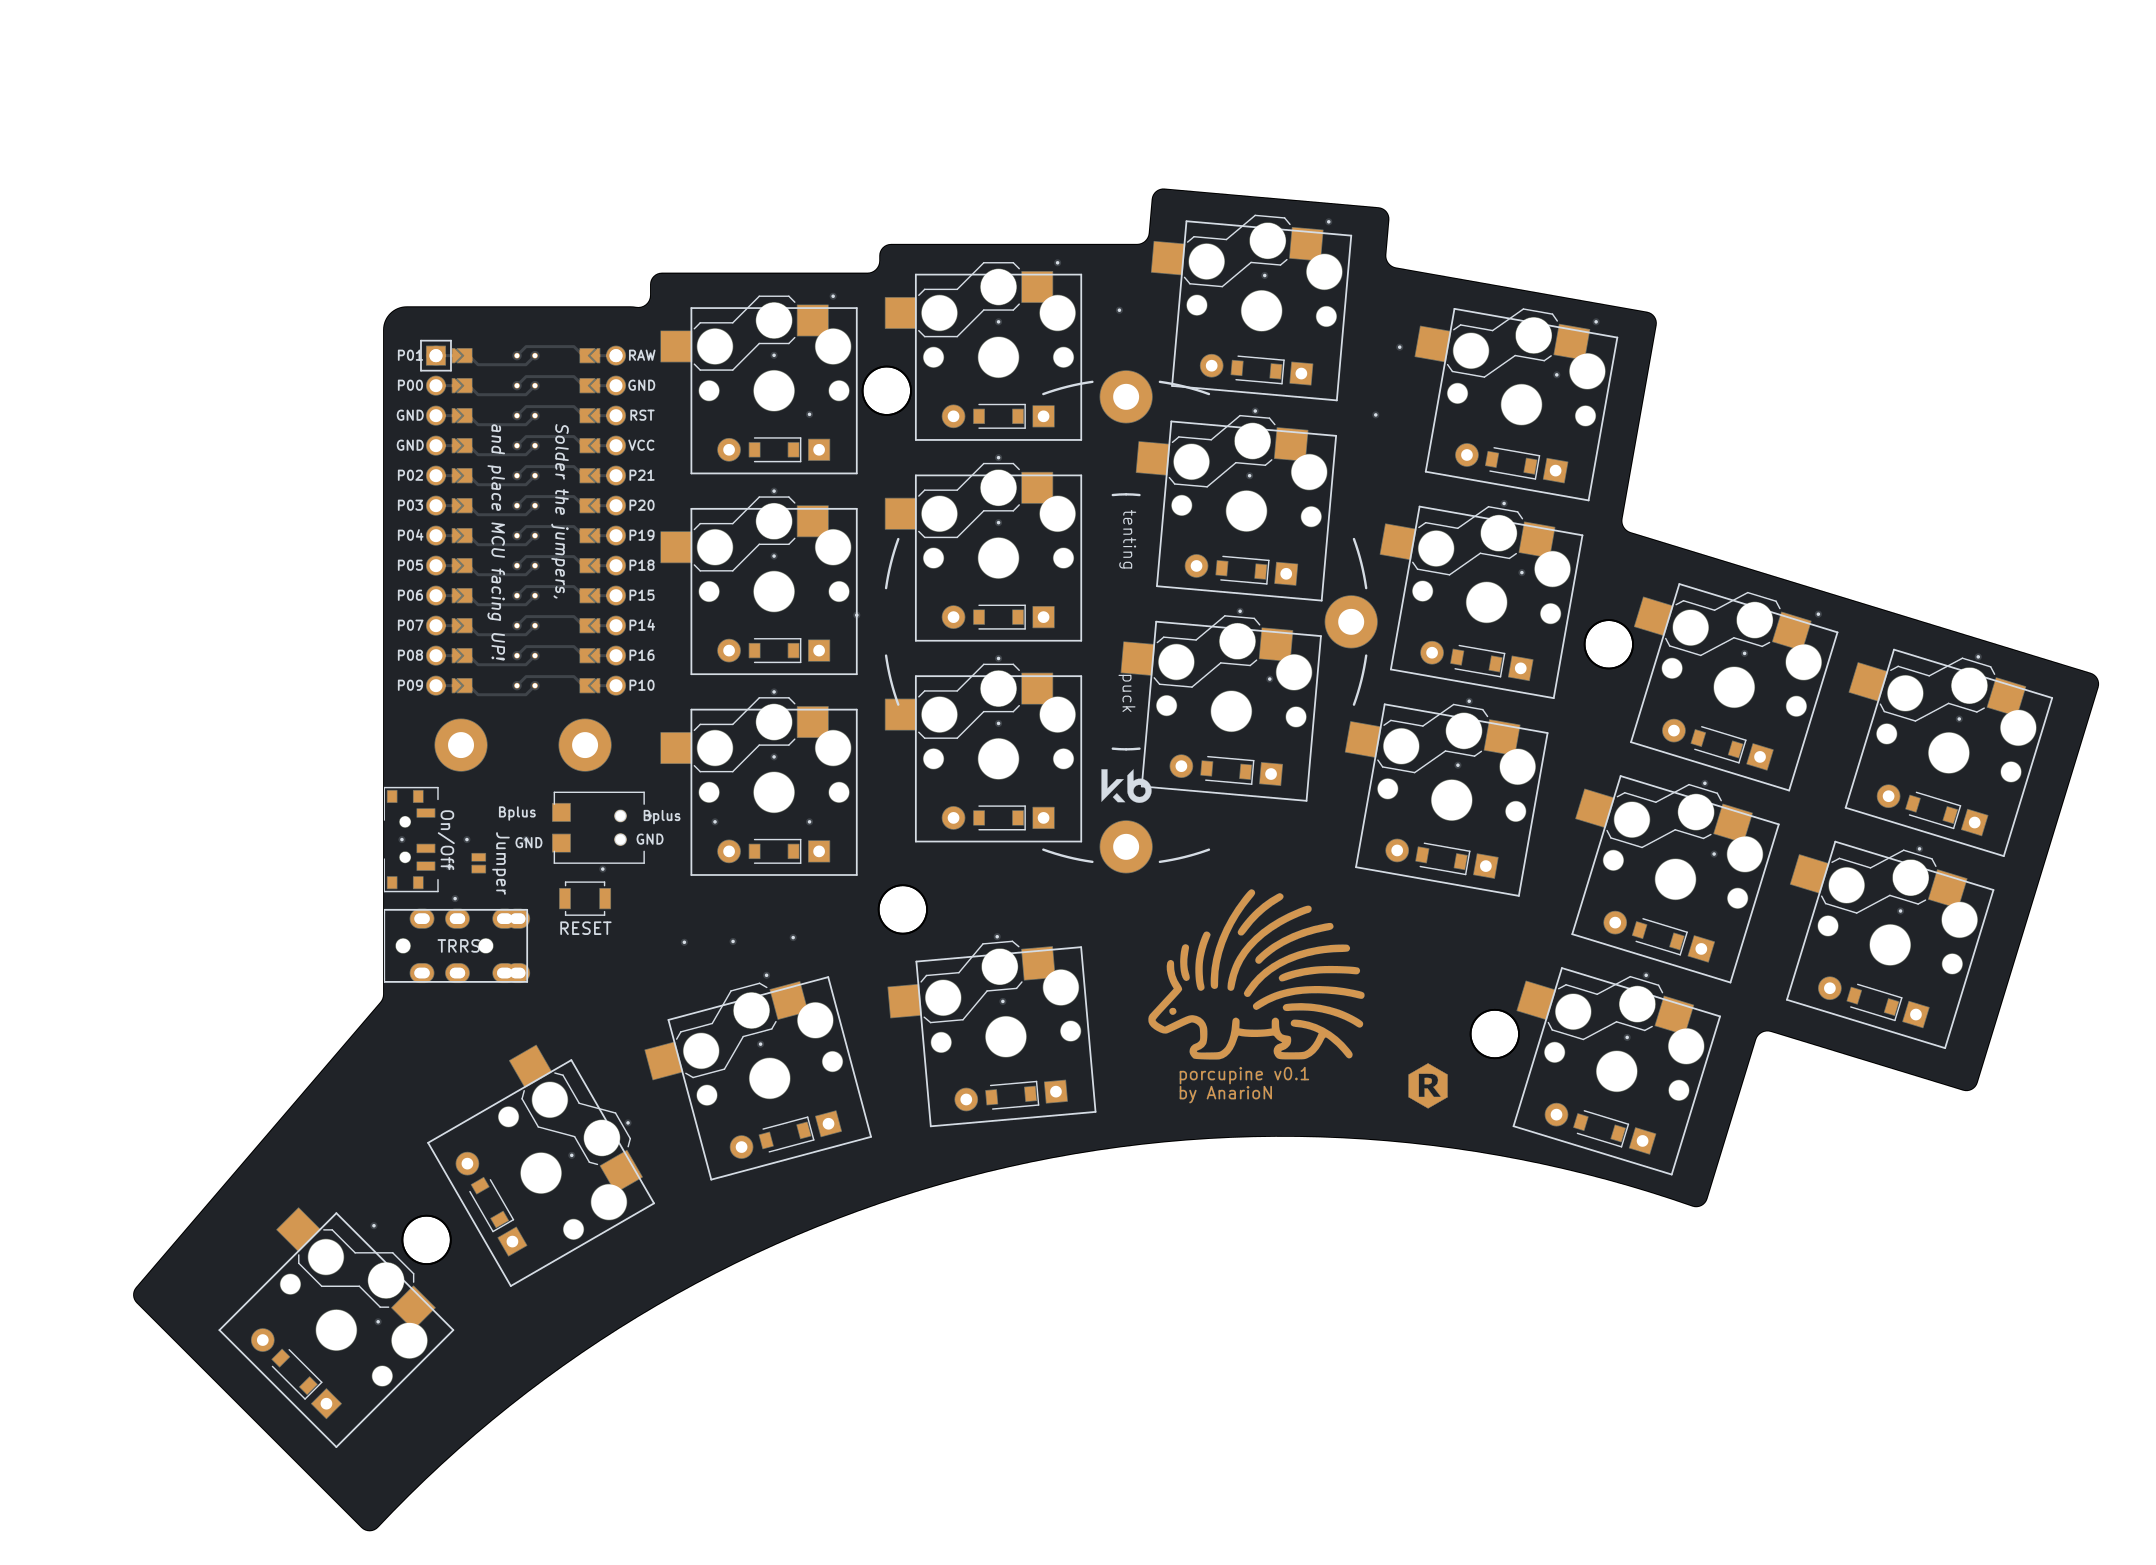 P01 RAW
P00 GND
GND RST
GND VCC
P02 P21
P03 P20
P04 P19
P05 P18
P06 P15
P07 P14
P08 P16
P09 P10
Solder the jumpers,
and place MCU facing UP!
tenting
puck
kb
On/Off
Jumper
Bplus Bplus
GND GND
RESET
TRRS
porcupine v0.1
by AnarioN
R